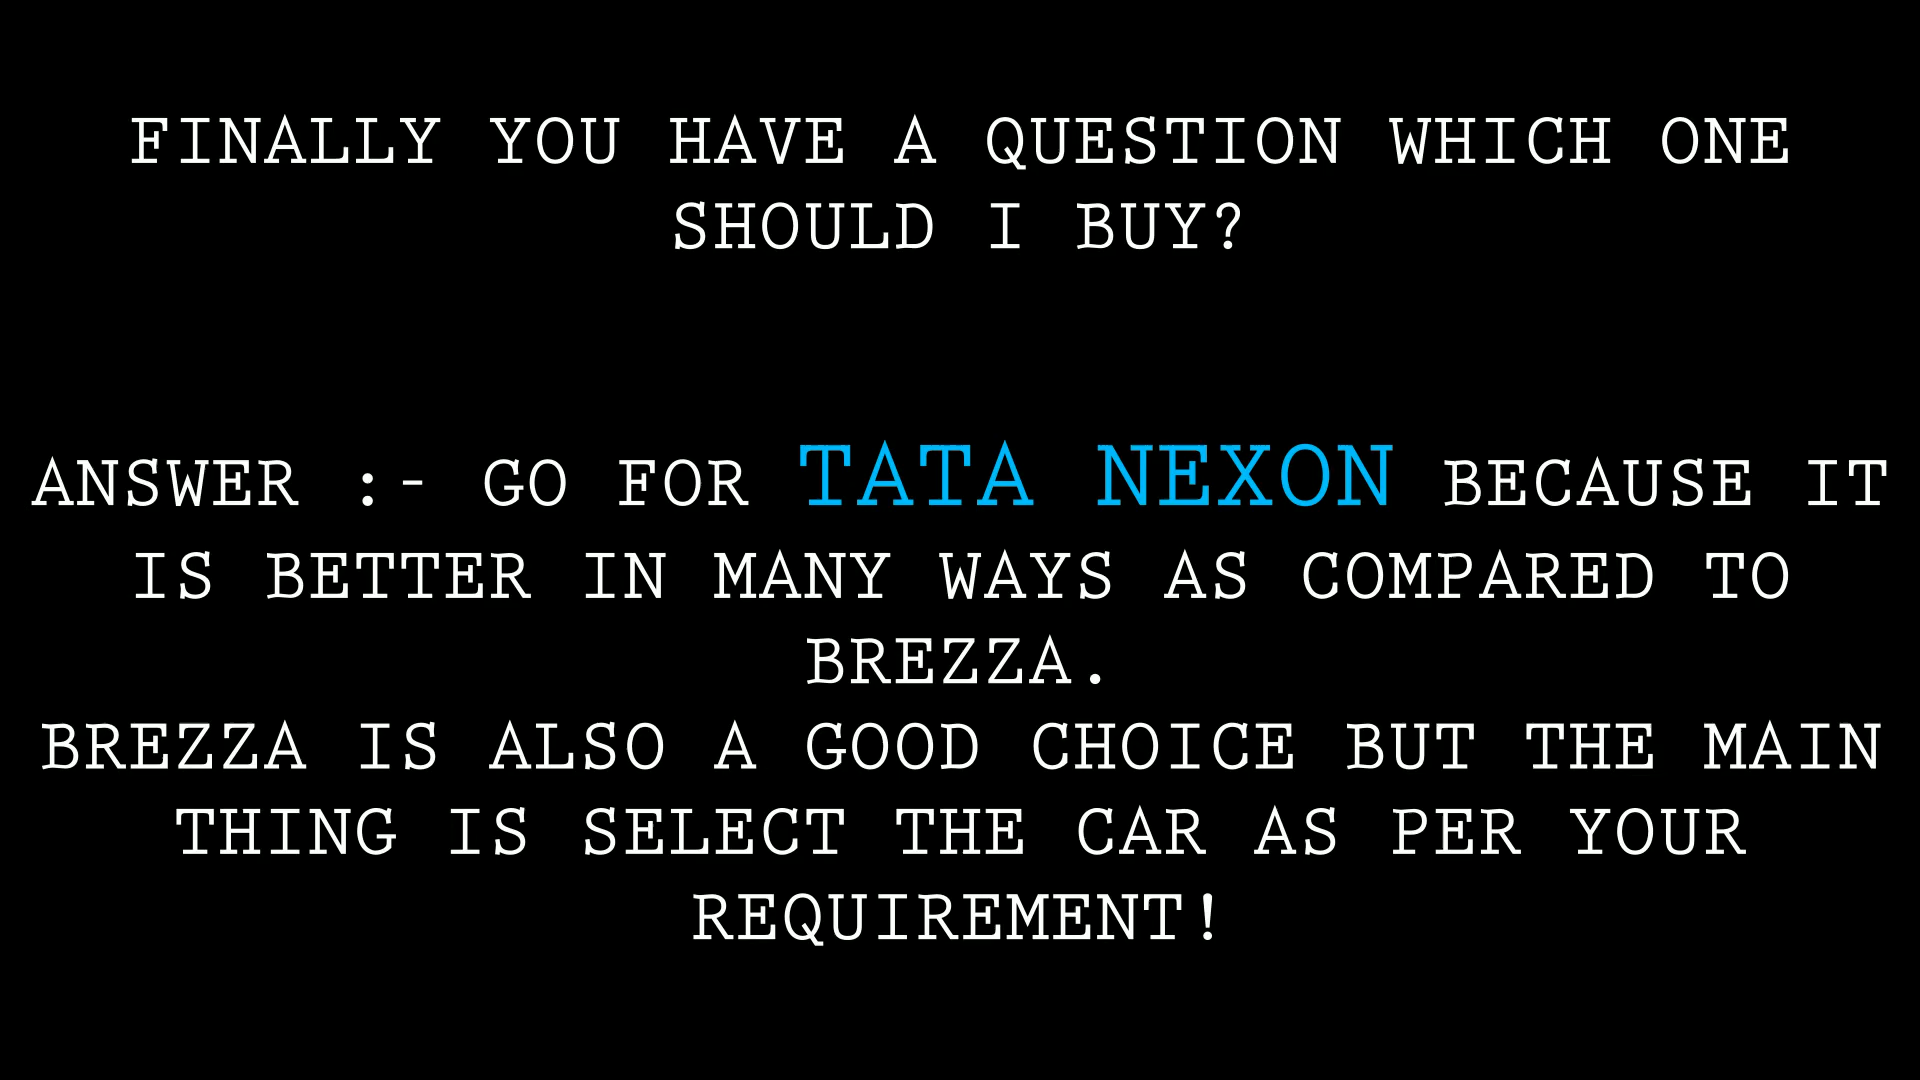 FINALLY YOU HAVE A QUESTION WHICH ONE
SHOULD I BUY?
ANSWER :- GO FOR TATA NEXON BECAUSE IT
IS BETTER IN MANY WAYS AS COMPARED TO
BREZZA.
BREZZA IS ALSO A GOOD CHOICE BUT THE MAIN
THING IS SELECT THE CAR AS PER YOUR
REQUIREMENT!